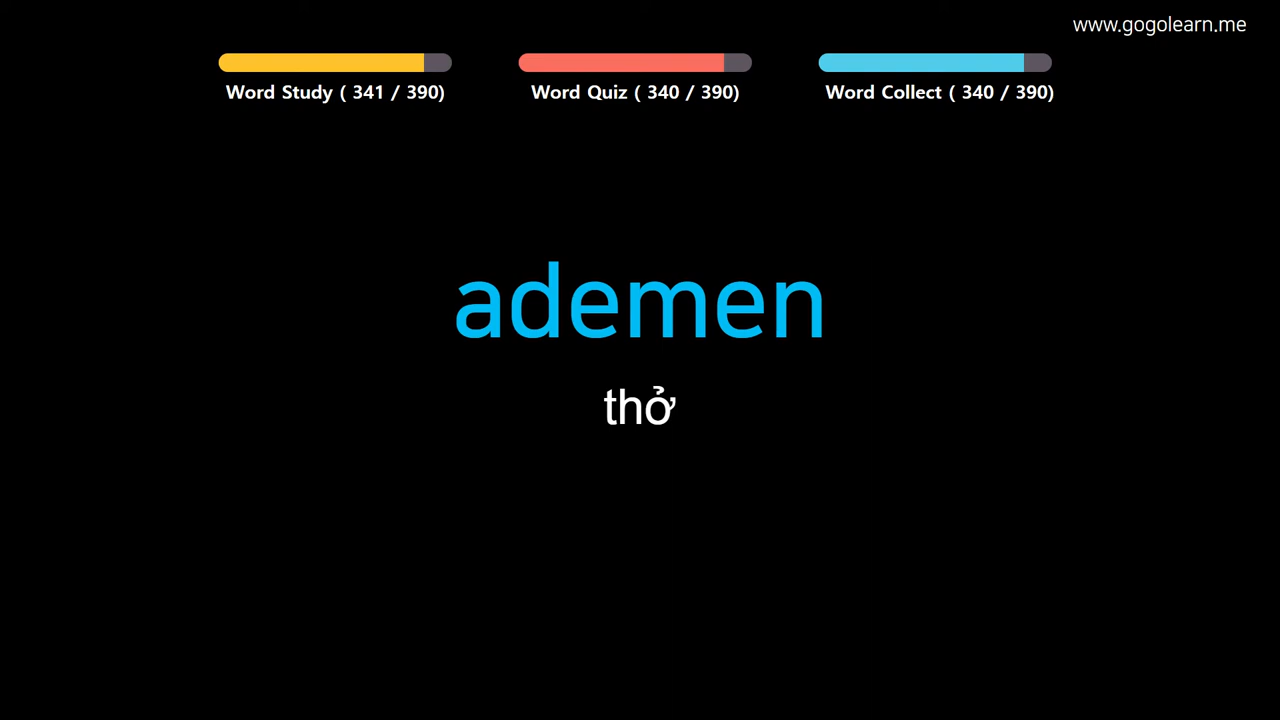 www.gogolearn.me
Word Study ( 341 / 390)
Word Quiz ( 340 / 390)
Word Collect ( 340 / 390)
ademen
thở